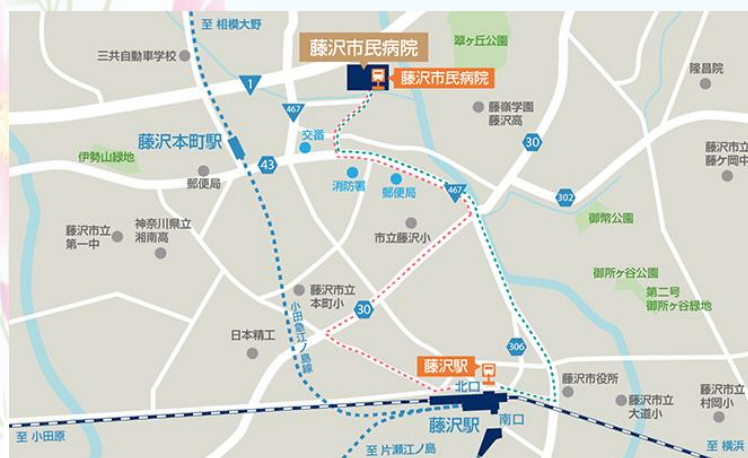 至 相模大野
三共自動車学校
藤沢市民病院
藤沢市民病院
翠ヶ丘公園
隆昌院
1
467
467
藤嶺学園
藤沢高
30
藤沢市立
藤ヶ岡中
藤沢本町駅
交番
43
伊勢山緑地
郵便局
消防署
郵便局
467
302
御幣公園
藤沢市立
第一中
神奈川県立
湘南高
市立藤沢小
御所ヶ谷公園
第二号
御所ヶ谷緑地
藤沢市立
本町小
小田急江ノ島線
30
306
日本精工
藤沢駅
北口
藤沢市役所
藤沢市立
大道小
藤沢市立
村岡小
至 小田原
藤沢駅
南口
至 片瀬江ノ島
至 横浜